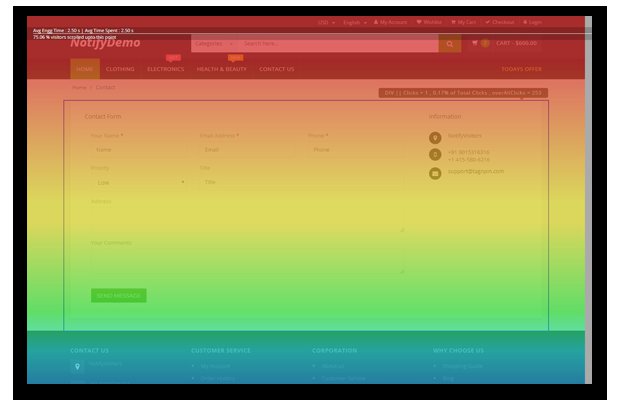 USD English My Account Wishlist My Cart Checkout Login
Avg Engg Time : 2.50 s | Avg Time Spent : 2.50 s
75.06 % visitors scrolled upto this point
NotifyDemo
Categories Search here... 2 CART - $600.00
HOME CLOTHING ELECTRONICS HEALTH & BEAUTY CONTACT US TODAYS OFFER
Home / Contact
DIV || Clicks = 1 , 0.17% of Total Clicks , overAllClicks = 253
Contact Form Information
Your Name * Email Address * Phone * NotifyVisitors
Name Email Phone
+1 415-580-6216
Priority Title
Low Title support@tagnpin.com
Address
Your Comments
SEND MESSAGE
CONTACT US CUSTOMER SERVICE CORPORATION WHY CHOOSE US
NotifyVisitors My Account About us Shopping Guide
Order History Customer Service Blog